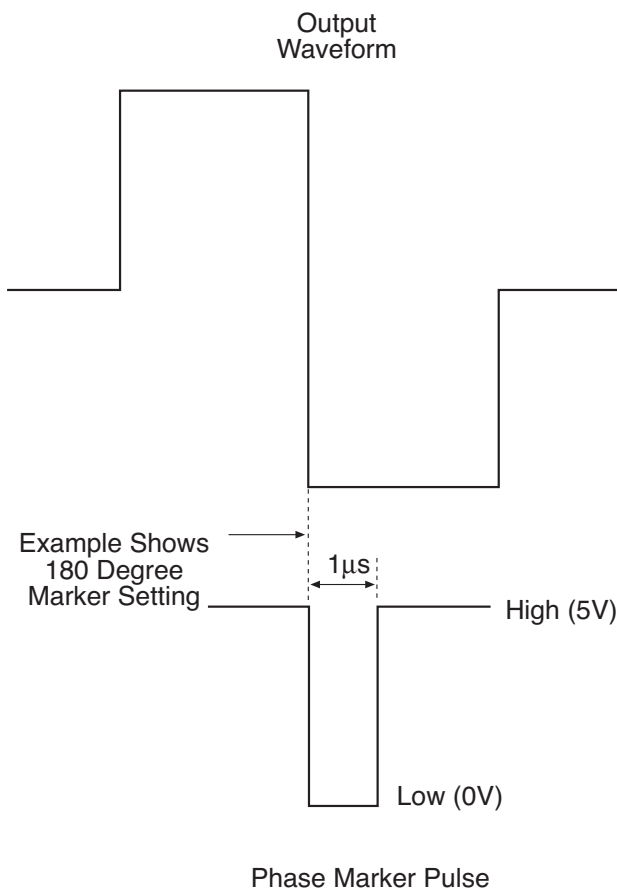 Output
Waveform
Example Shows
180 Degree
Marker Setting
1μs
High (5V)
Low (0V)
Phase Marker Pulse